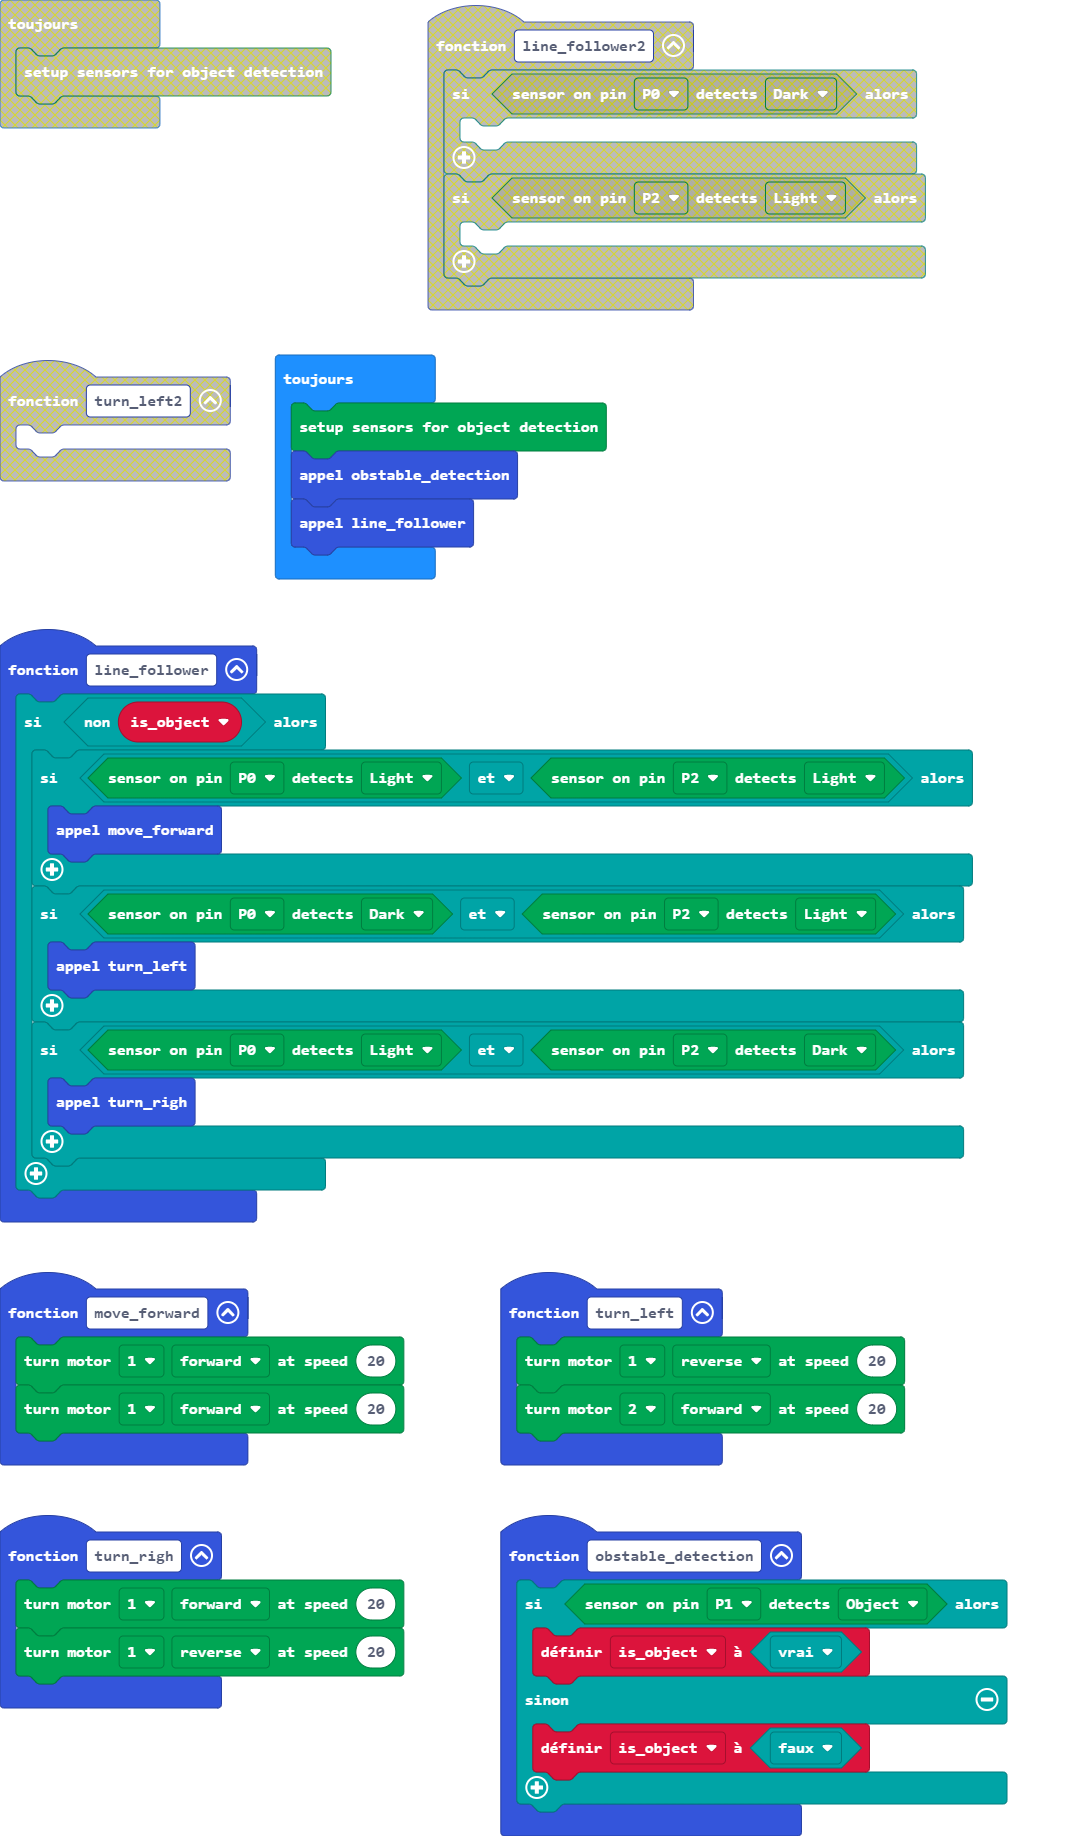 toujours
setup sensors for object detection
fonction line_follower2
si sensor on pin P0 detects Dark alors
si sensor on pin P2 detects Light alors
fonction turn_left2
toujours
setup sensors for object detection
appel obstable_detection
appel line_follower
fonction line_follower
si non is_object alors
si sensor on pin P0 detects Light et sensor on pin P2 detects Light alors
appel move_forward
si sensor on pin P0 detects Dark et sensor on pin P2 detects Light alors
appel turn_left
si sensor on pin P0 detects Light et sensor on pin P2 detects Dark alors
appel turn_righ
fonction move_forward
turn motor 1 forward at speed 20
turn motor 1 forward at speed 20
fonction turn_left
turn motor 1 reverse at speed 20
turn motor 2 forward at speed 20
fonction turn_righ
turn motor 1 forward at speed 20
turn motor 1 reverse at speed 20
fonction obstable_detection
si sensor on pin P1 detects Object alors
définir is_object à vrai
sinon
définir is_object à faux